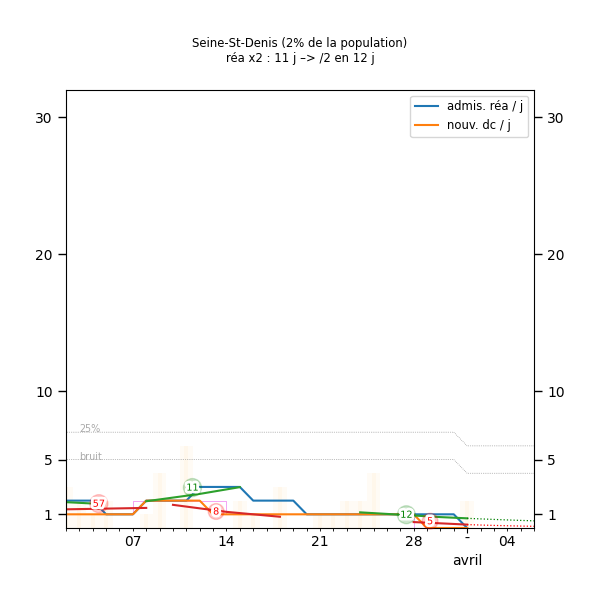 Seine-St-Denis (2% de la population)
réa x2 : 11 j –> /2 en 12 j
admis. réa / j
nouv. dc / j
30 30
20 20
10 10
25%
bruit
5 5
57
11
8
12
5
1 1
07 14 21 28 - 04
avril